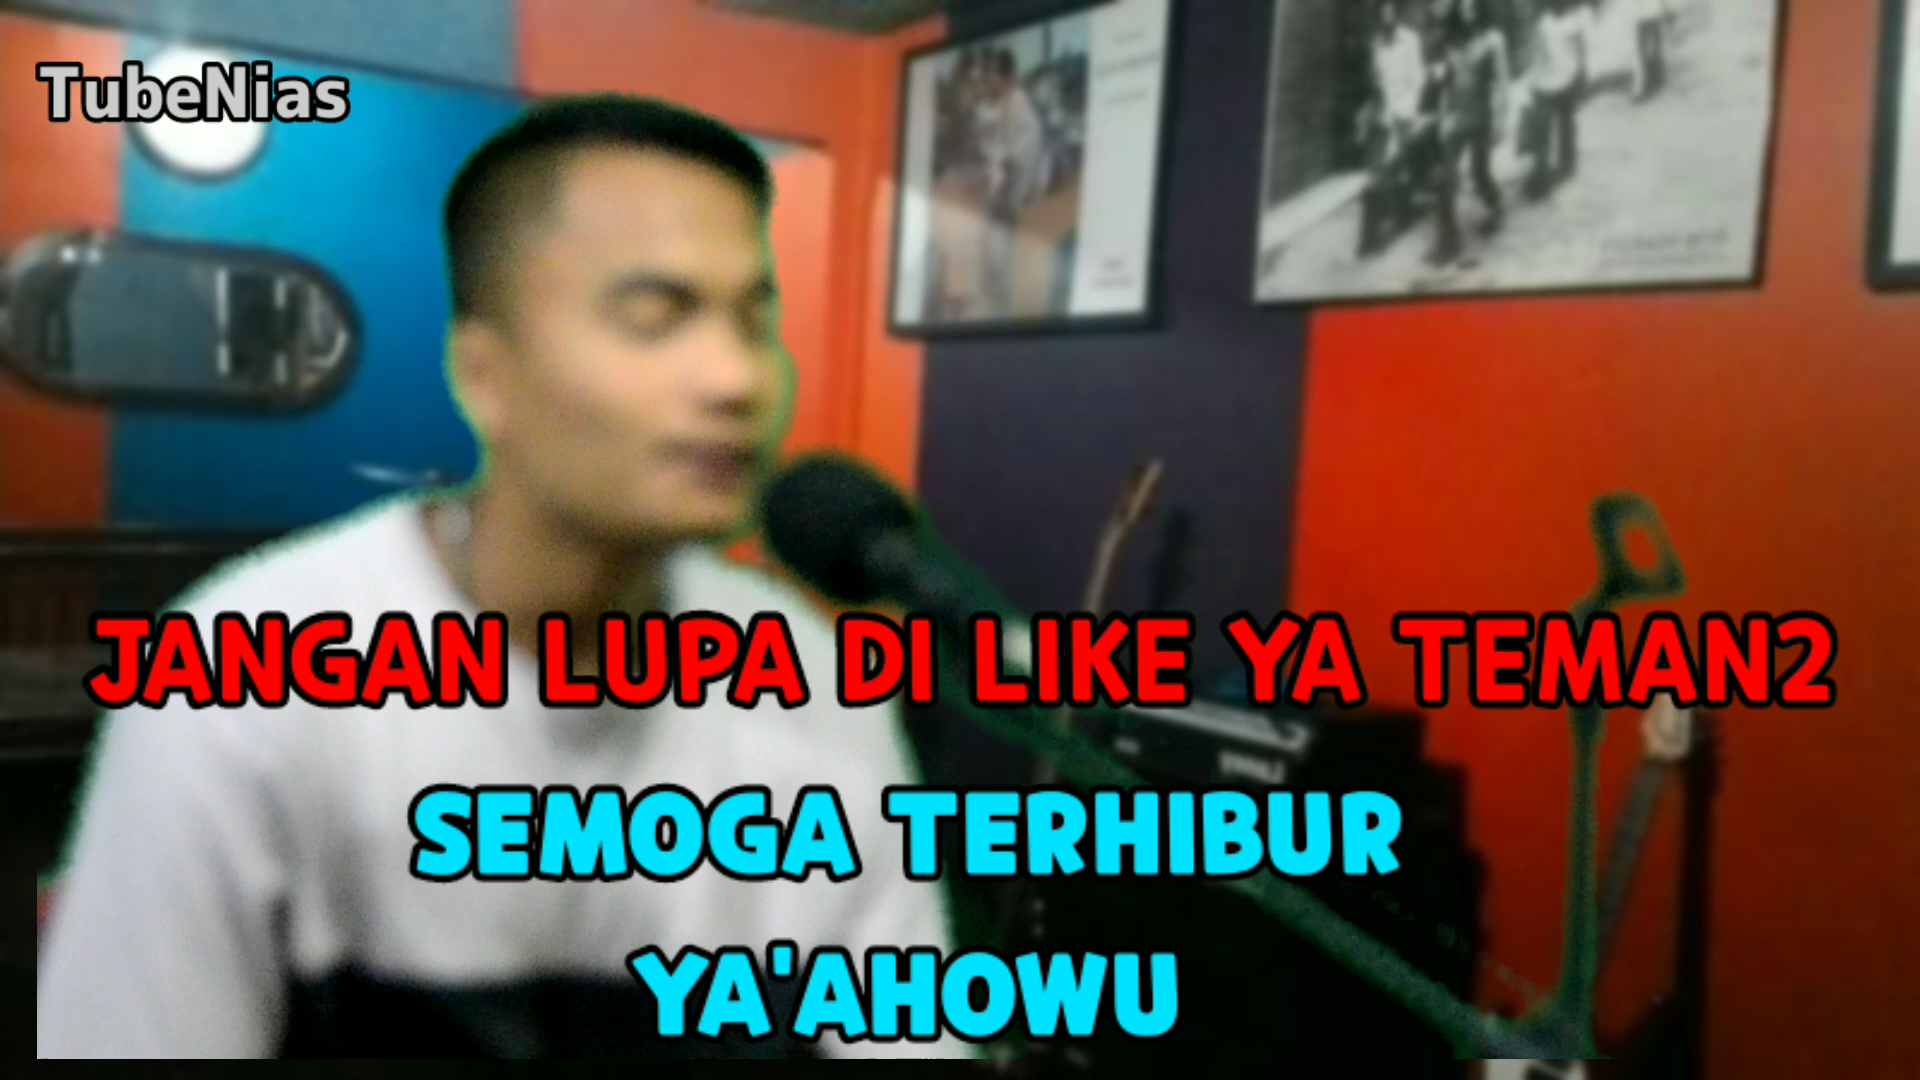 TubeNias
JANGAN LUPA DI LIKE YA TEMAN2
SEMOGA TERHIBUR
YA'AHOWU